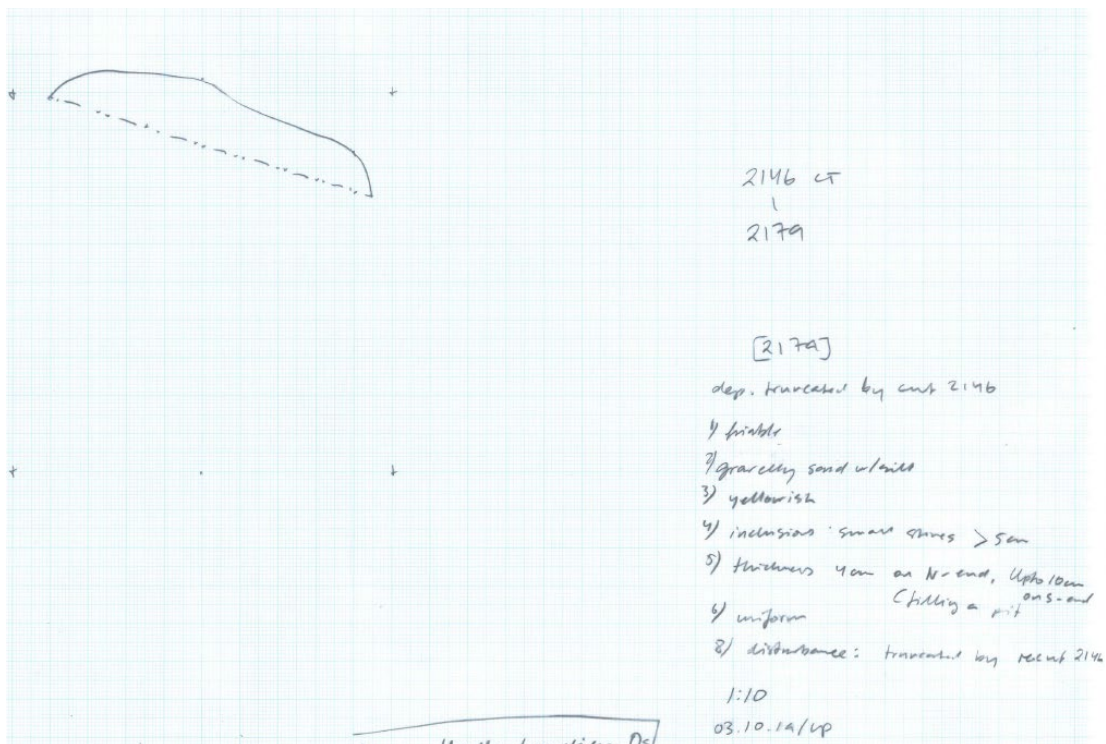 2146 CT
2179
[2179]
dep. truncated by cut 2146
1) friable
2) gravelly sand w/silt
3) yellowish
4) inclusions: small stones > 5cm
5) thickness 4cm on N-end, Upto 10cm
(filling a pit on S-end
6) uniform
8) disturbance: truncated by recut 2146
1:10
03.10.19/